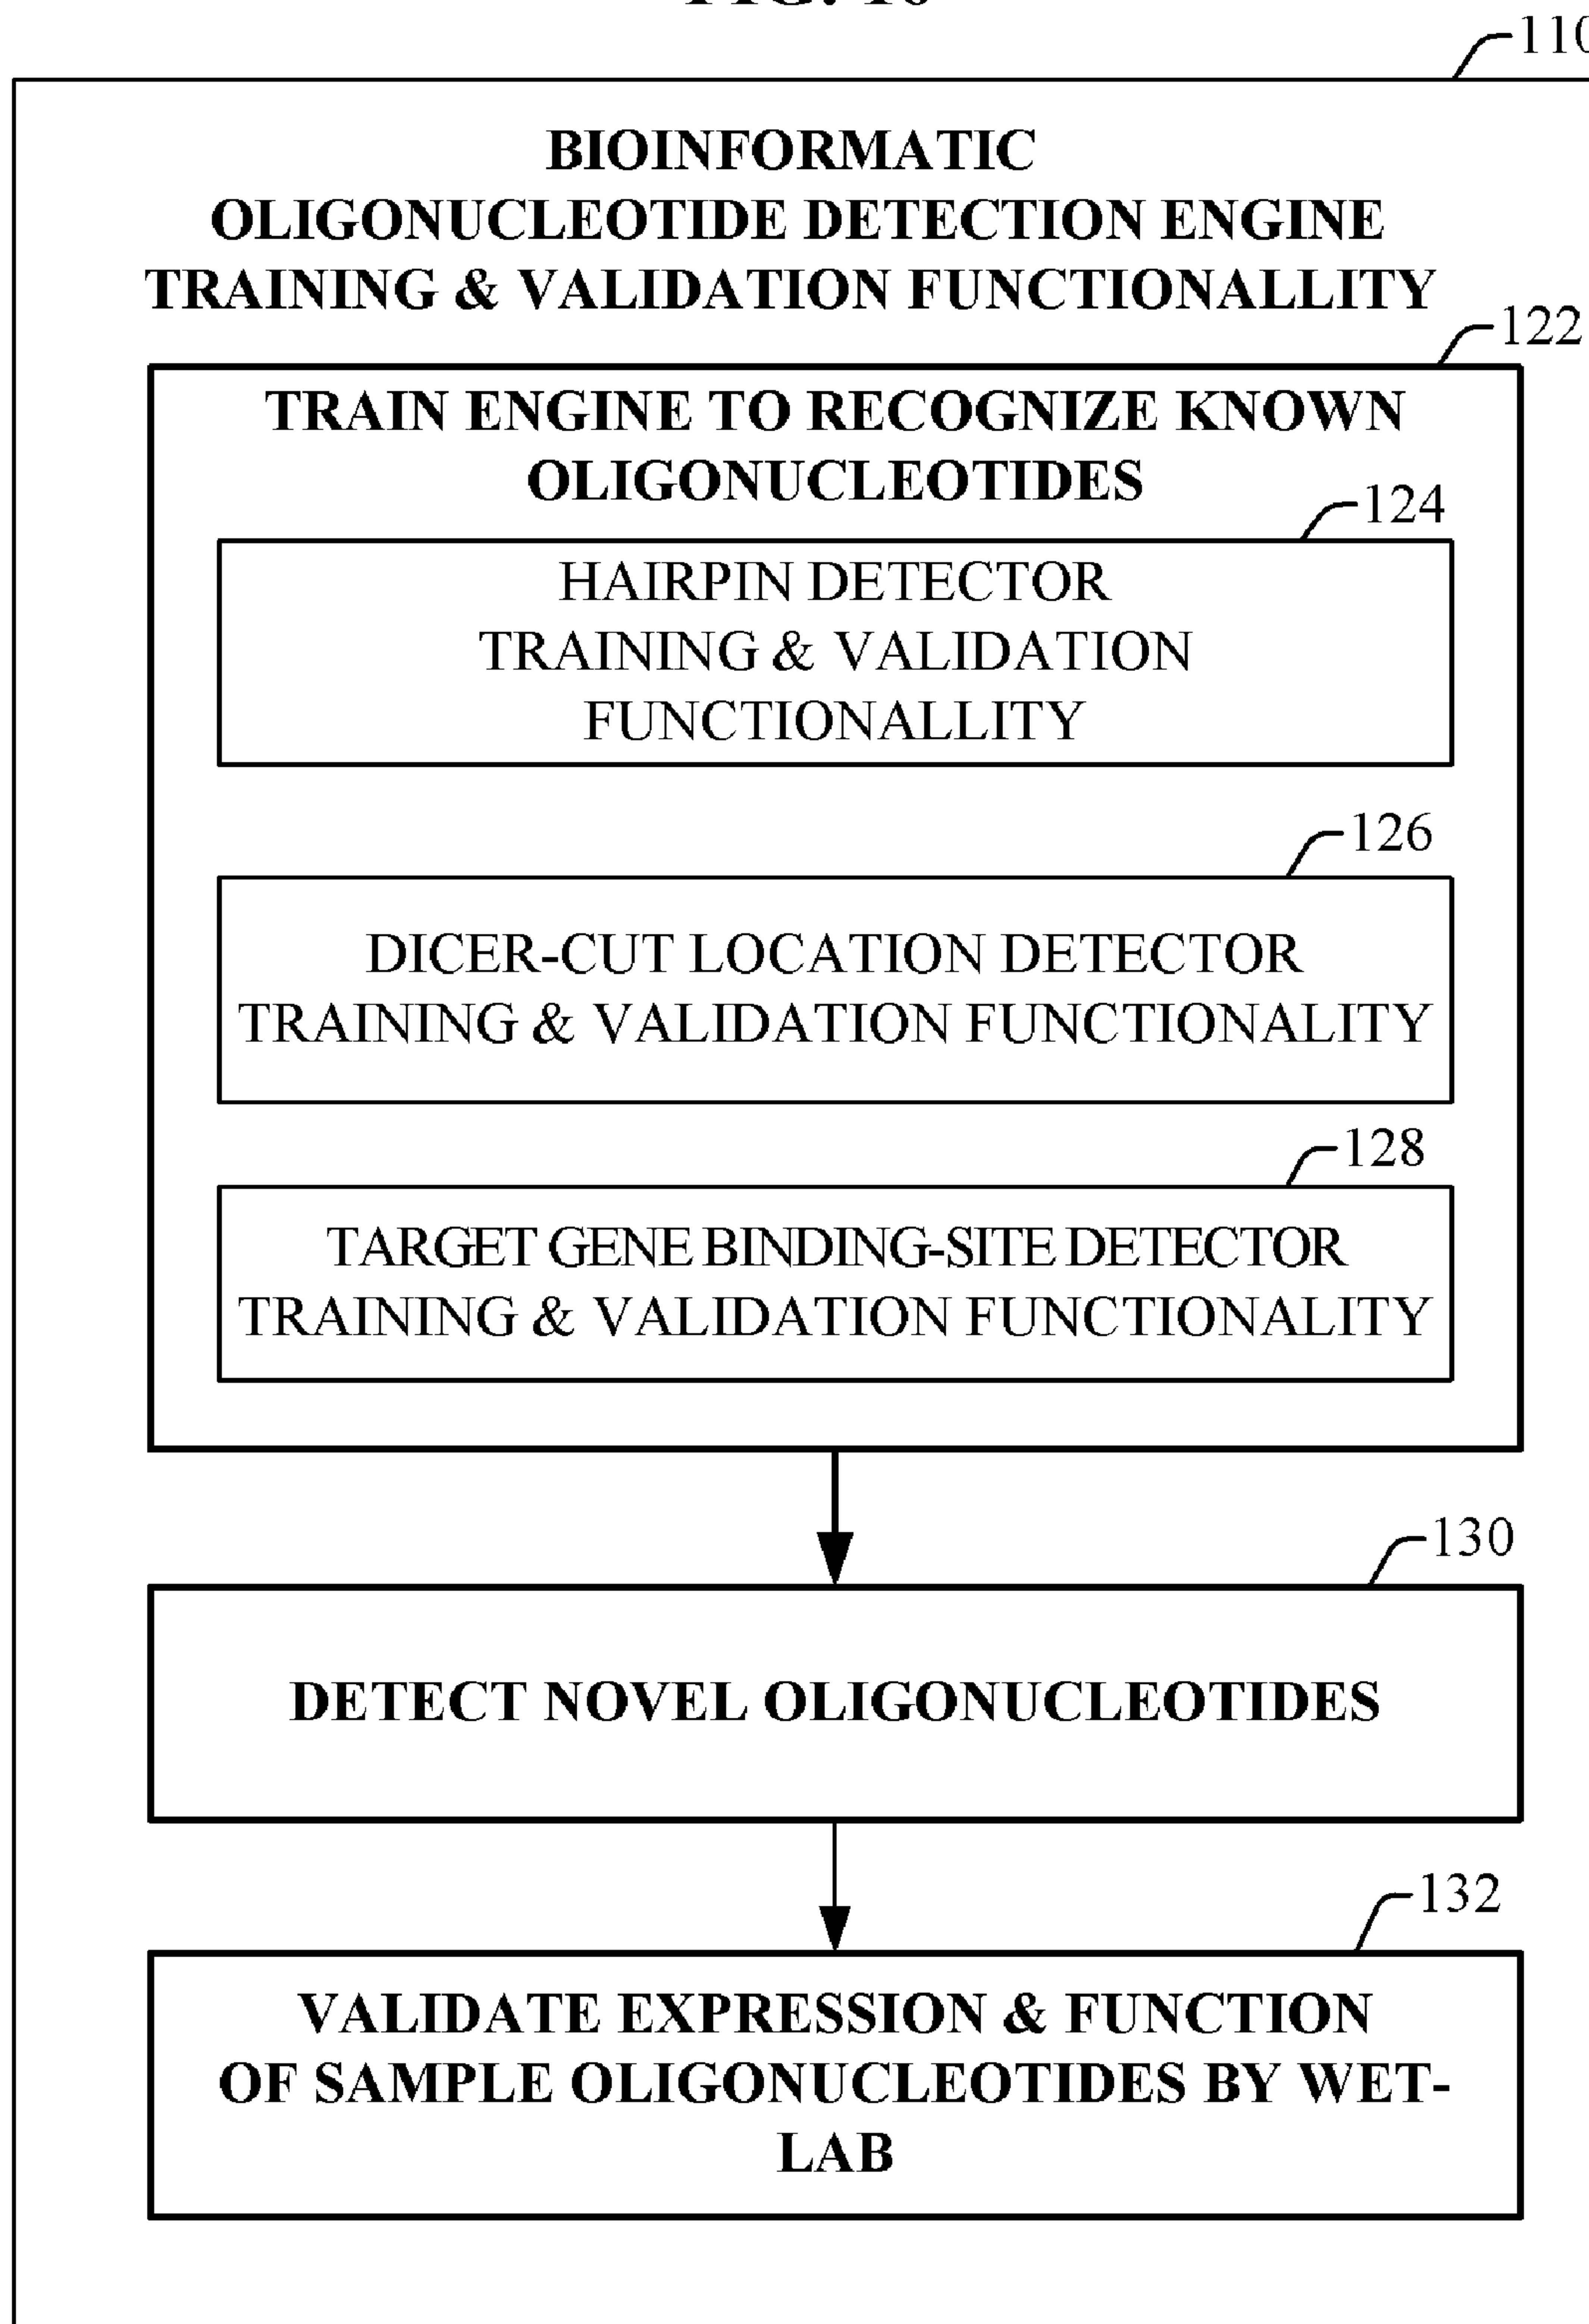 110
BIOINFORMATIC
OLIGONUCLEOTIDE DETECTION ENGINE
TRAINING & VALIDATION FUNCTIONALLITY
122
TRAIN ENGINE TO RECOGNIZE KNOWN
OLIGONUCLEOTIDES
124
HAIRPIN DETECTOR
TRAINING & VALIDATION
FUNCTIONALLITY
126
DICER-CUT LOCATION DETECTOR
TRAINING & VALIDATION FUNCTIONALITY
128
TARGET GENE BINDING-SITE DETECTOR
TRAINING & VALIDATION FUNCTIONALITY
130
DETECT NOVEL OLIGONUCLEOTIDES
132
VALIDATE EXPRESSION & FUNCTION
OF SAMPLE OLIGONUCLEOTIDES BY WET-
LAB